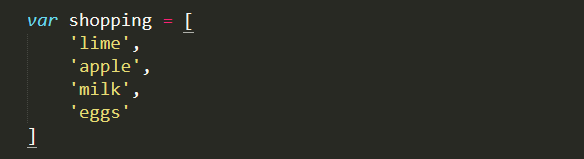 var shopping = [
    'lime',
    'apple',
    'milk',
    'eggs'
]